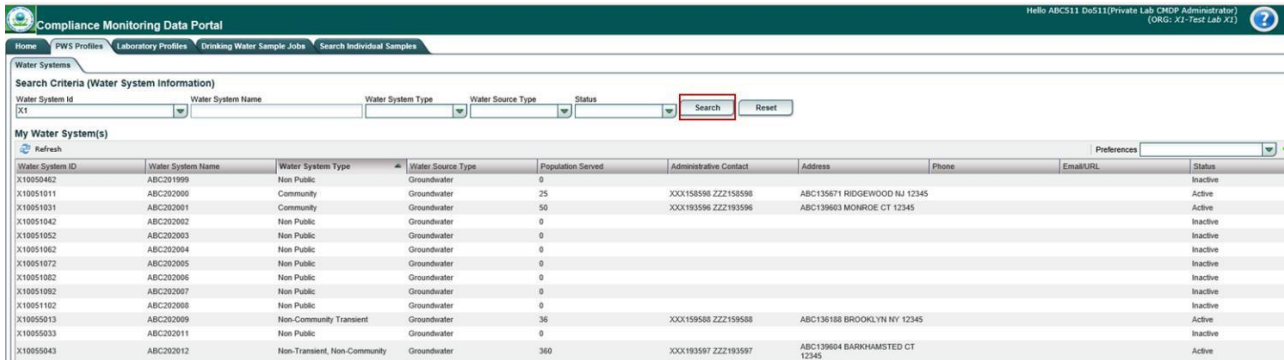 Hello ABC511 Do511(Private Lab CMDP Administrator)
(ORG: X1-Test Lab X1)
Compliance Monitoring Data Portal
Home PWS Profiles Laboratory Profiles Drinking Water Sample Jobs Search Individual Samples
Water Systems
Search Criteria (Water System Information)
Water System Id Water System Name Water System Type Water Source Type Status
X1 Search Reset
My Water System(s)
Refresh Preferences
Water System ID Water System Name Water System Type Water Source Type Population Served Administrative Contact Address Phone Email/URL Status
X10050462 ABC201999 Non Public Groundwater 0 Inactive
X10051011 ABC202000 Community Groundwater 25 XXX158598 ZZZ158598 ABC135671 RIDGEWOOD NJ 12345 Active
X10051031 ABC202001 Community Groundwater 50 XXX193596 ZZZ193596 ABC139603 MONROE CT 12345 Active
X10051042 ABC202002 Non Public Groundwater 0 Inactive
X10051052 ABC202003 Non Public Groundwater 0 Inactive
X10051062 ABC202004 Non Public Groundwater 0 Inactive
X10051072 ABC202005 Non Public Groundwater 0 Inactive
X10051082 ABC202006 Non Public Groundwater 0 Inactive
X10051092 ABC202007 Non Public Groundwater 0 Inactive
X10051102 ABC202008 Non Public Groundwater 0 Inactive
X10055013 ABC202009 Non-Community Transient Groundwater 36 XXX159588 ZZZ159588 ABC136188 BROOKLYN NY 12345 Active
X10055033 ABC202011 Non Public Groundwater 0 Inactive
X10055043 ABC202012 Non-Transient, Non-Community Groundwater 360 XXX193597 ZZZ193597 ABC139604 BARKHAMSTED CT 12345 Active